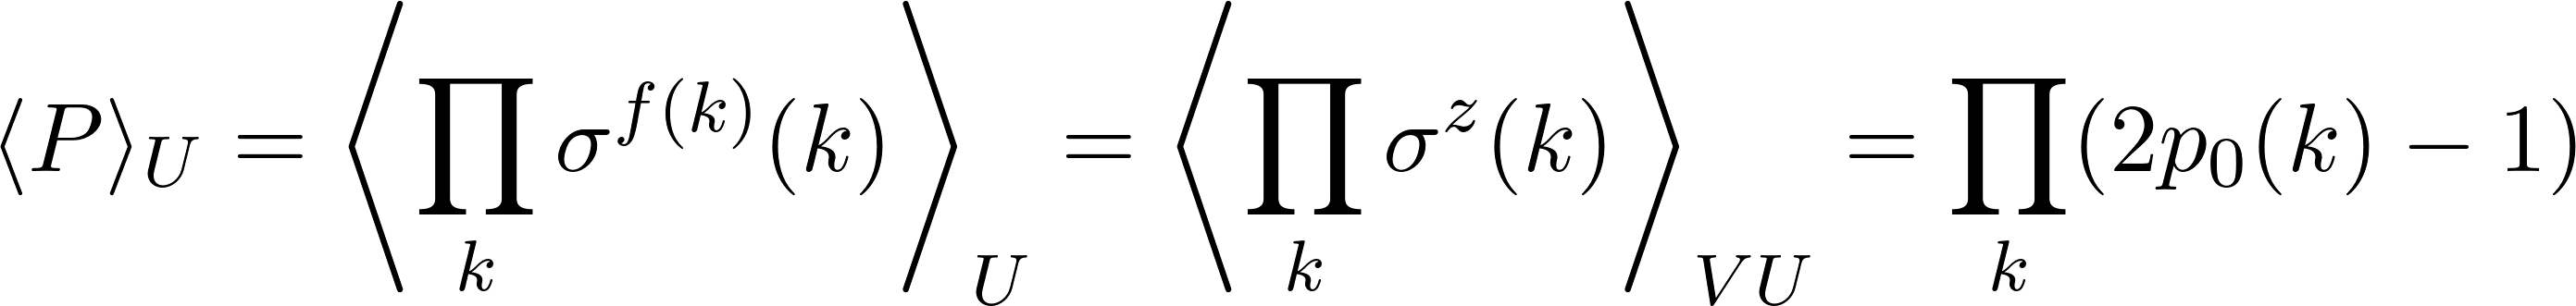 ⟨P⟩_U = ⟨∏_k σ^{f(k)}(k)⟩_U = ⟨∏_k σ^z(k)⟩_{VU} = ∏_k (2p_0(k) − 1)